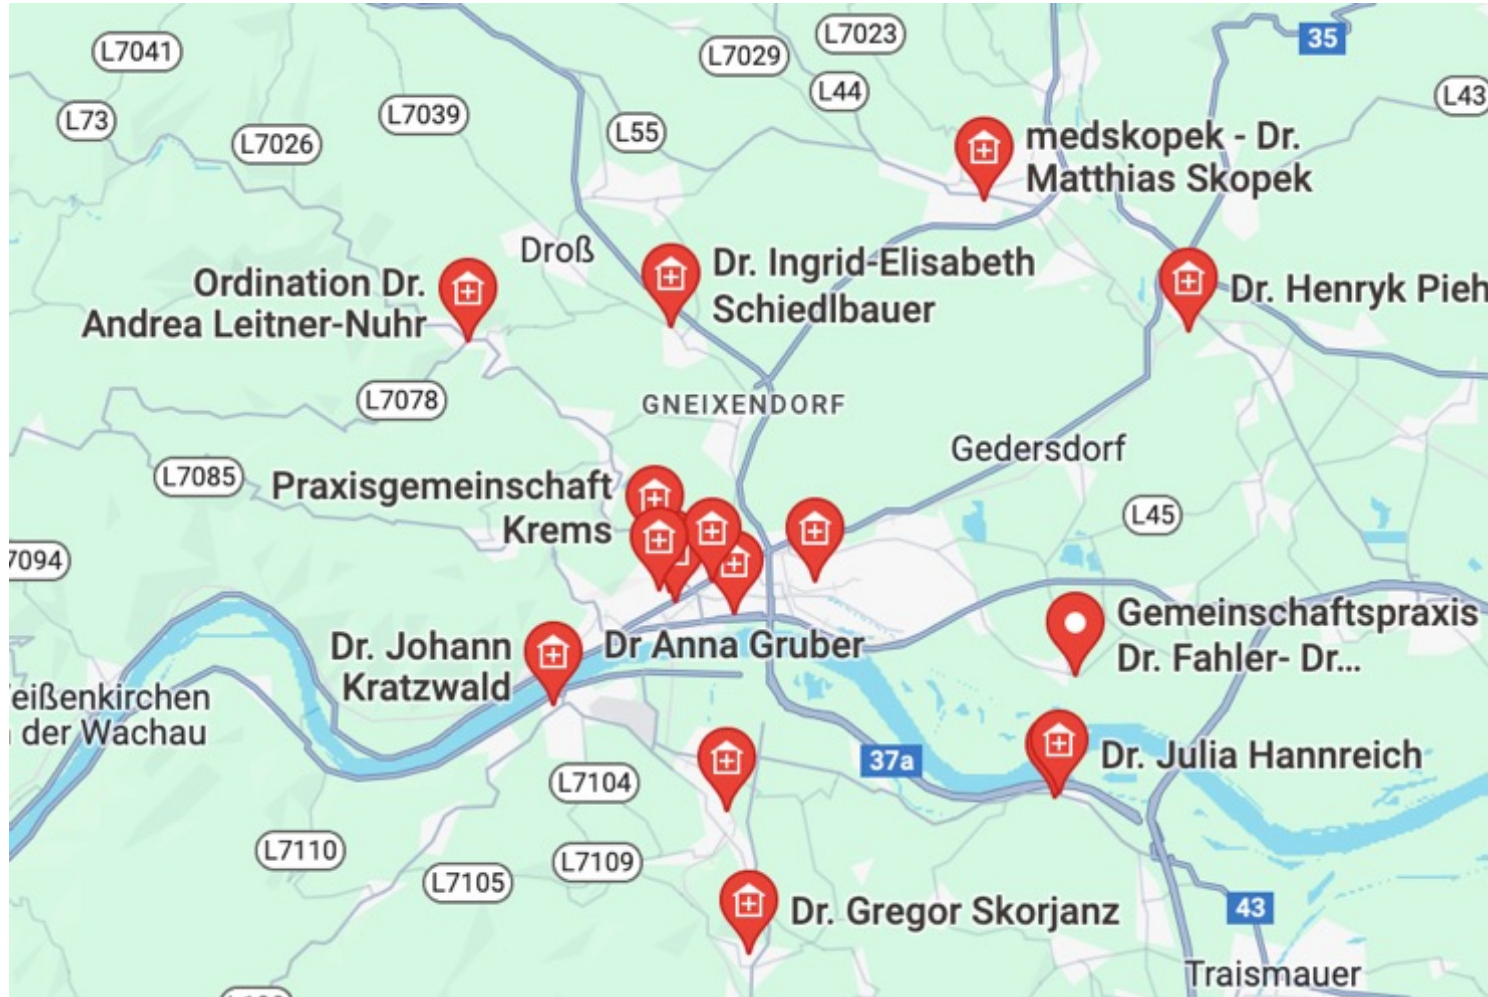 L7041
L7023
L7029
35
L44
L43
L73
L7039
L55
L7026
medskopek - Dr.
Matthias Skopek
Droß
Dr. Ingrid-Elisabeth
Schiedlbauer
Ordination Dr.
Andrea Leitner-Nuhr
Dr. Henryk Pieh
L7078
GNEIXENDORF
Gedersdorf
L7085
Praxisgemeinschaft
Krems
L45
7094
Gemeinschaftspraxis
Dr. Fahler- Dr...
Dr. Johann
Kratzwald
Dr Anna Gruber
eißenkirchen
der Wachau
37a
Dr. Julia Hannreich
L7104
L7110
L7109
L7105
Dr. Gregor Skorjanz
43
Traismauer